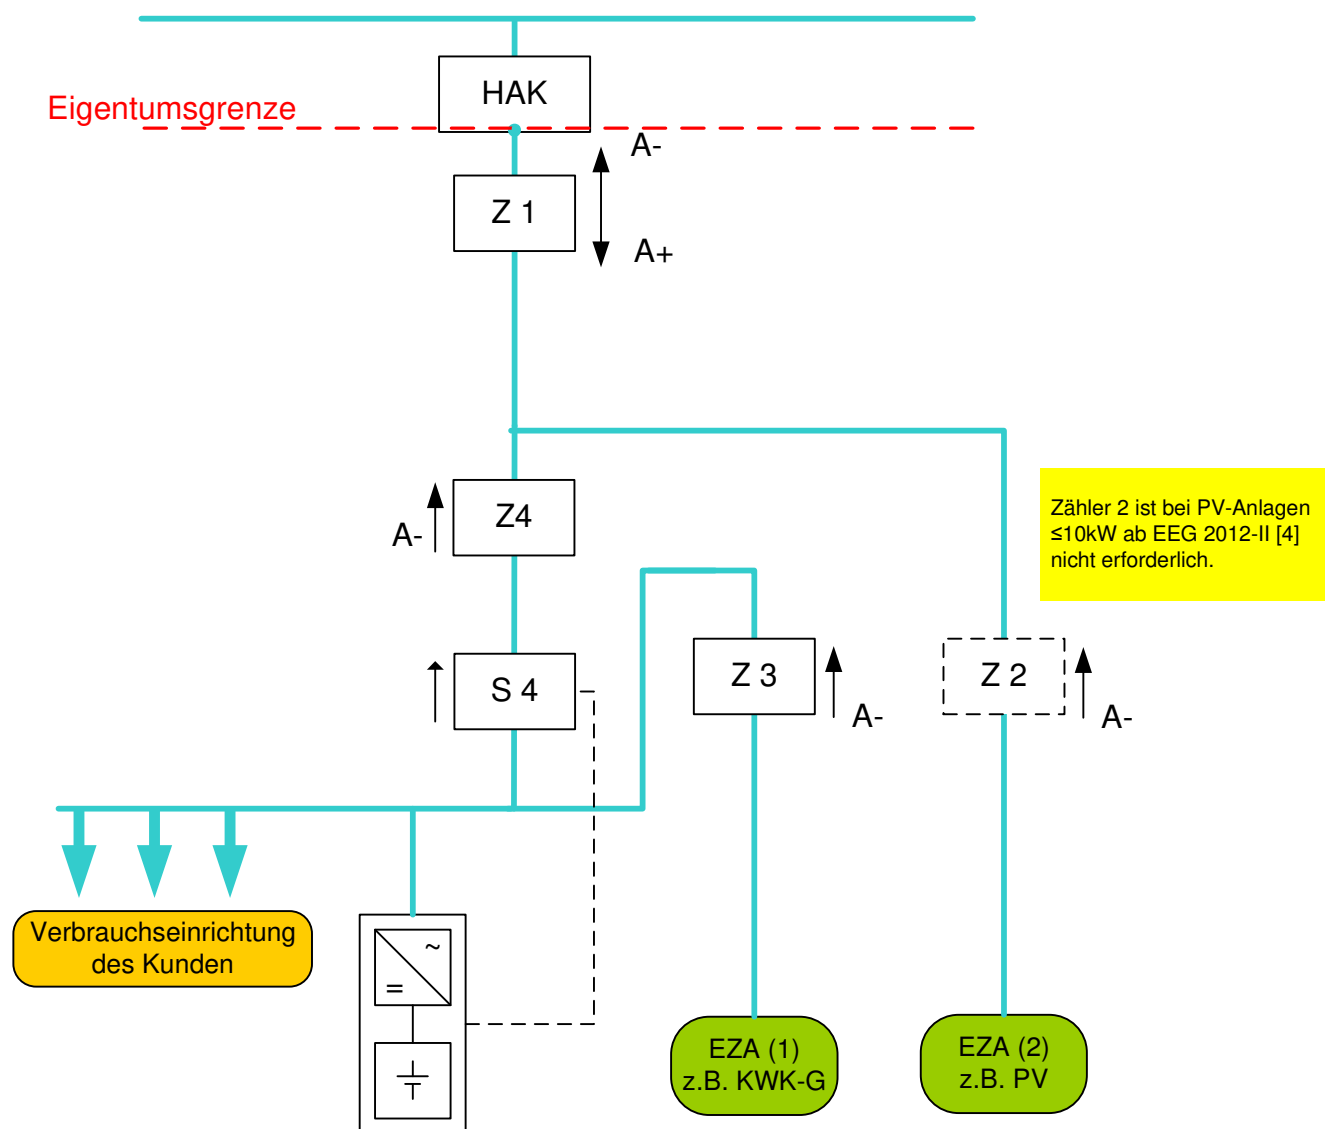 HAK
Eigentumsgrenze
A-
Z 1
A+
Z4
A-
Zähler 2 ist bei PV-Anlagen
≤10kW ab EEG 2012-II [4]
nicht erforderlich.
S 4
Z 3
A-
Z 2
A-
Verbrauchseinrichtung
des Kunden
~
=
EZA (1)
z.B. KWK-G
EZA (2)
z.B. PV